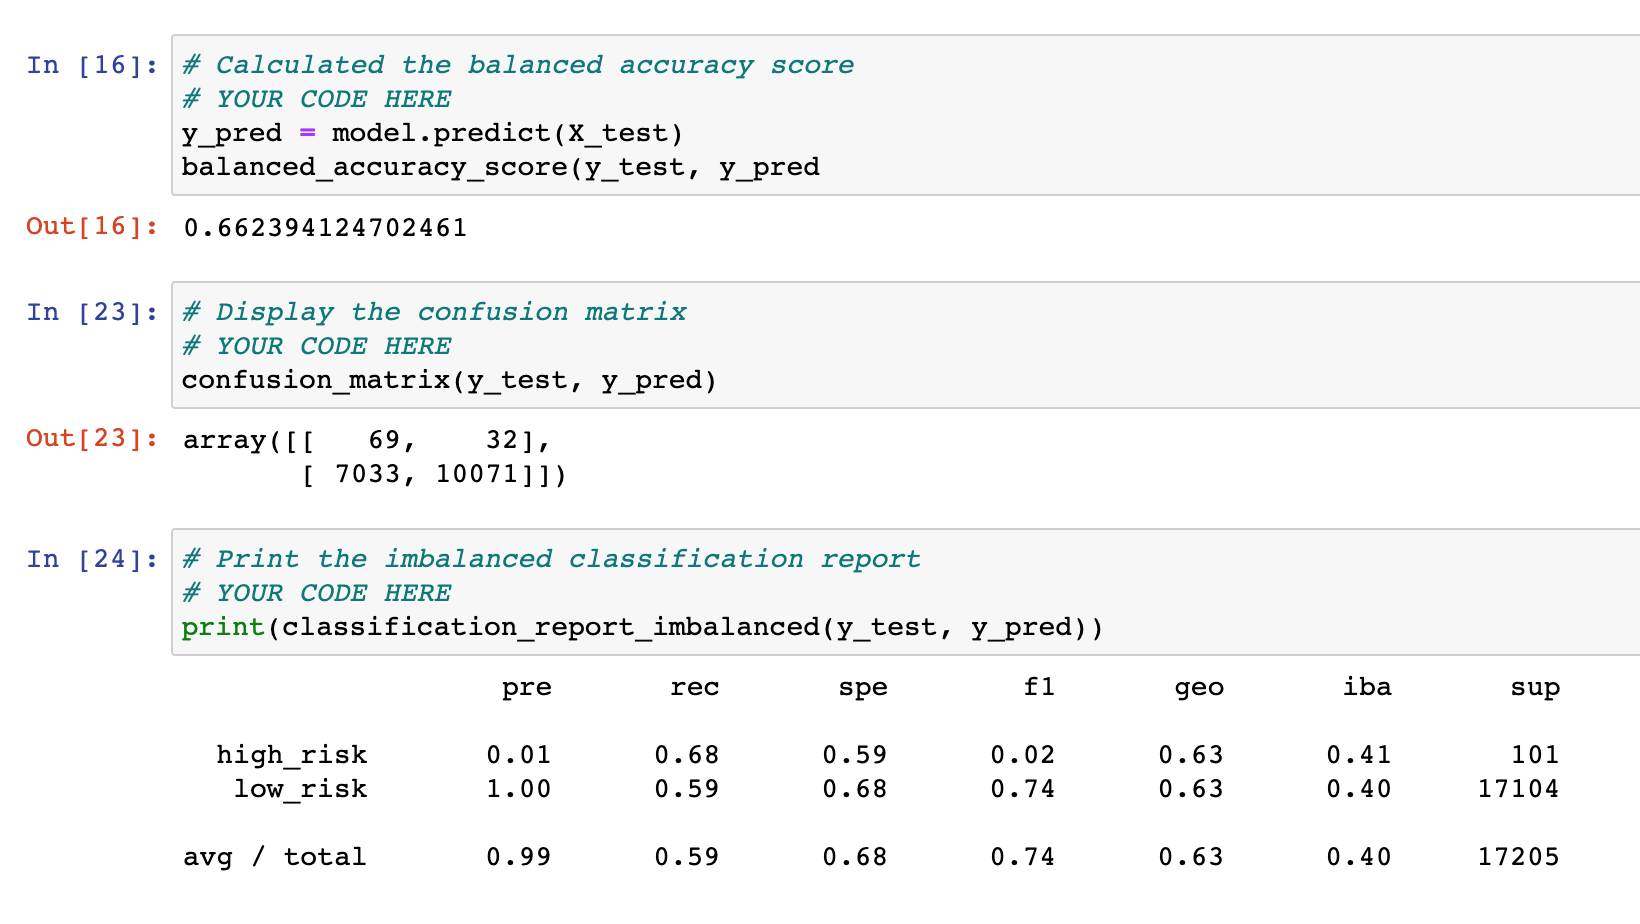 In [16]: # Calculated the balanced accuracy score
# YOUR CODE HERE
y_pred = model.predict(X_test)
balanced_accuracy_score(y_test, y_pred
Out[16]: 0.662394124702461
In [23]: # Display the confusion matrix
# YOUR CODE HERE
confusion_matrix(y_test, y_pred)
Out[23]: array([[   69,    32],
       [ 7033, 10071]])
In [24]: # Print the imbalanced classification report
# YOUR CODE HERE
print(classification_report_imbalanced(y_test, y_pred))
pre rec spe f1 geo iba sup
high_risk 0.01 0.68 0.59 0.02 0.63 0.41 101
low_risk 1.00 0.59 0.68 0.74 0.63 0.40 17104
avg / total 0.99 0.59 0.68 0.74 0.63 0.40 17205